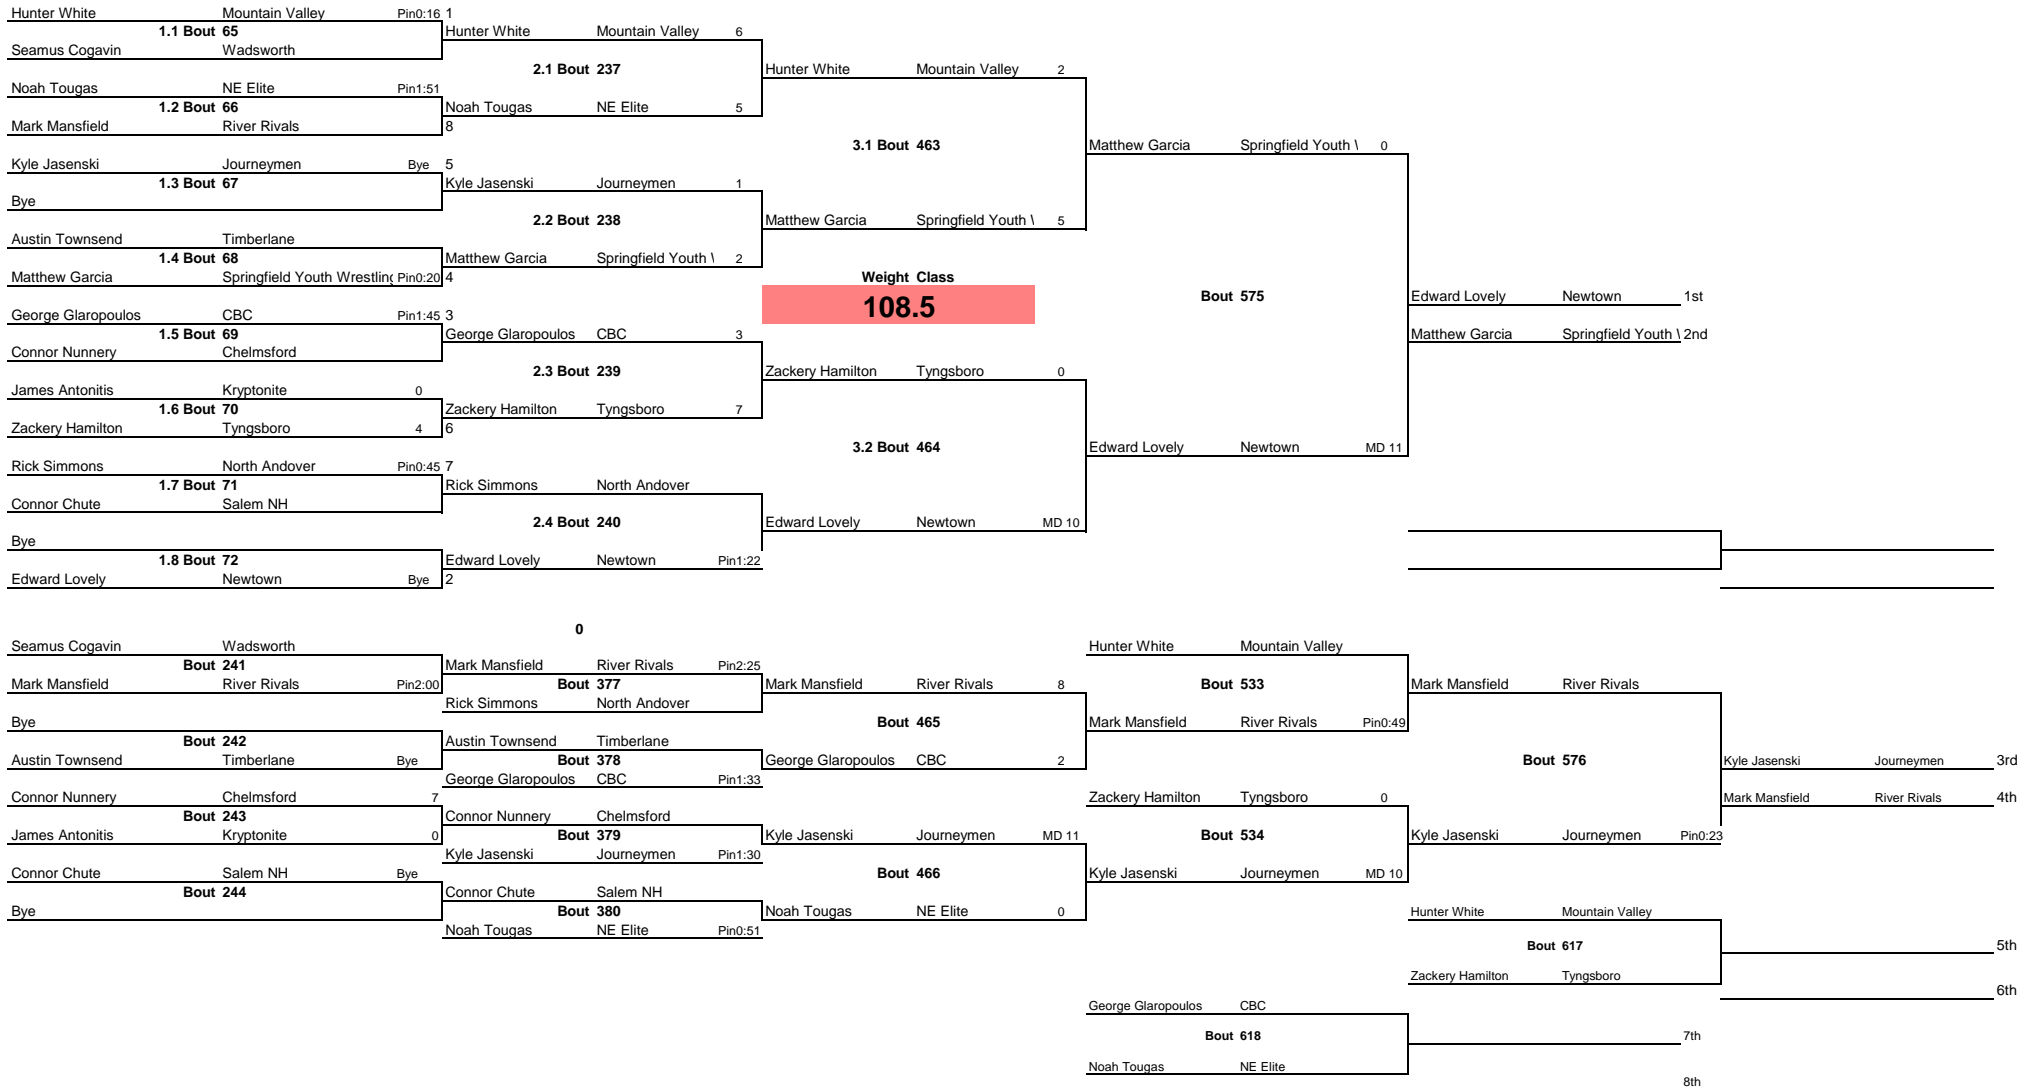 Hunter White Mountain Valley Pin0:16 1
1.1 Bout 65 Hunter White Mountain Valley 6
Seamus Cogavin Wadsworth
2.1 Bout 237 Hunter White Mountain Valley 2
Noah Tougas NE Elite Pin1:51
1.2 Bout 66 Noah Tougas NE Elite 5
Mark Mansfield River Rivals 8
3.1 Bout 463 Matthew Garcia Springfield Youth \ 0
Kyle Jasenski Journeymen Bye 5
1.3 Bout 67 Kyle Jasenski Journeymen 1
Bye
2.2 Bout 238 Matthew Garcia Springfield Youth \ 5
Austin Townsend Timberlane
1.4 Bout 68 Matthew Garcia Springfield Youth \ 2
Matthew Garcia Springfield Youth Wrestling Pin0:20 4 Weight Class
Bout 575 Edward Lovely Newtown 1st
108.5
George Glaropoulos CBC Pin1:45 3
1.5 Bout 69 George Glaropoulos CBC 3 Matthew Garcia Springfield Youth \ 2nd
Connor Nunnery Chelmsford
2.3 Bout 239 Zackery Hamilton Tyngsboro 0
James Antonitis Kryptonite 0
1.6 Bout 70 Zackery Hamilton Tyngsboro 7
Zackery Hamilton Tyngsboro 4 6
3.2 Bout 464 Edward Lovely Newtown MD 11
Rick Simmons North Andover Pin0:45 7
1.7 Bout 71 Rick Simmons North Andover
Connor Chute Salem NH
2.4 Bout 240 Edward Lovely Newtown MD 10
Bye
1.8 Bout 72 Edward Lovely Newtown Pin1:22
Edward Lovely Newtown Bye 2
0
Seamus Cogavin Wadsworth Hunter White Mountain Valley
Bout 241 Mark Mansfield River Rivals Pin2:25
Mark Mansfield River Rivals Pin2:00 Bout 377 Mark Mansfield River Rivals 8 Bout 533 Mark Mansfield River Rivals
Rick Simmons North Andover
Bye Bout 465 Mark Mansfield River Rivals Pin0:49
Bout 242 Austin Townsend Timberlane
Austin Townsend Timberlane Bye Bout 378 George Glaropoulos CBC 2 Bout 576 Kyle Jasenski Journeymen 3rd
George Glaropoulos CBC Pin1:33
Connor Nunnery Chelmsford 7 Zackery Hamilton Tyngsboro 0 Mark Mansfield River Rivals 4th
Bout 243 Connor Nunnery Chelmsford
James Antonitis Kryptonite 0 Bout 379 Kyle Jasenski Journeymen MD 11 Bout 534 Kyle Jasenski Journeymen Pin0:23
Kyle Jasenski Journeymen Pin1:30
Connor Chute Salem NH Bye Bout 466 Kyle Jasenski Journeymen MD 10
Bout 244 Connor Chute Salem NH
Bye Bout 380 Noah Tougas NE Elite 0 Hunter White Mountain Valley
Noah Tougas NE Elite Pin0:51
Bout 617 5th
Zackery Hamilton Tyngsboro
6th
George Glaropoulos CBC
Bout 618 7th
Noah Tougas NE Elite
8th